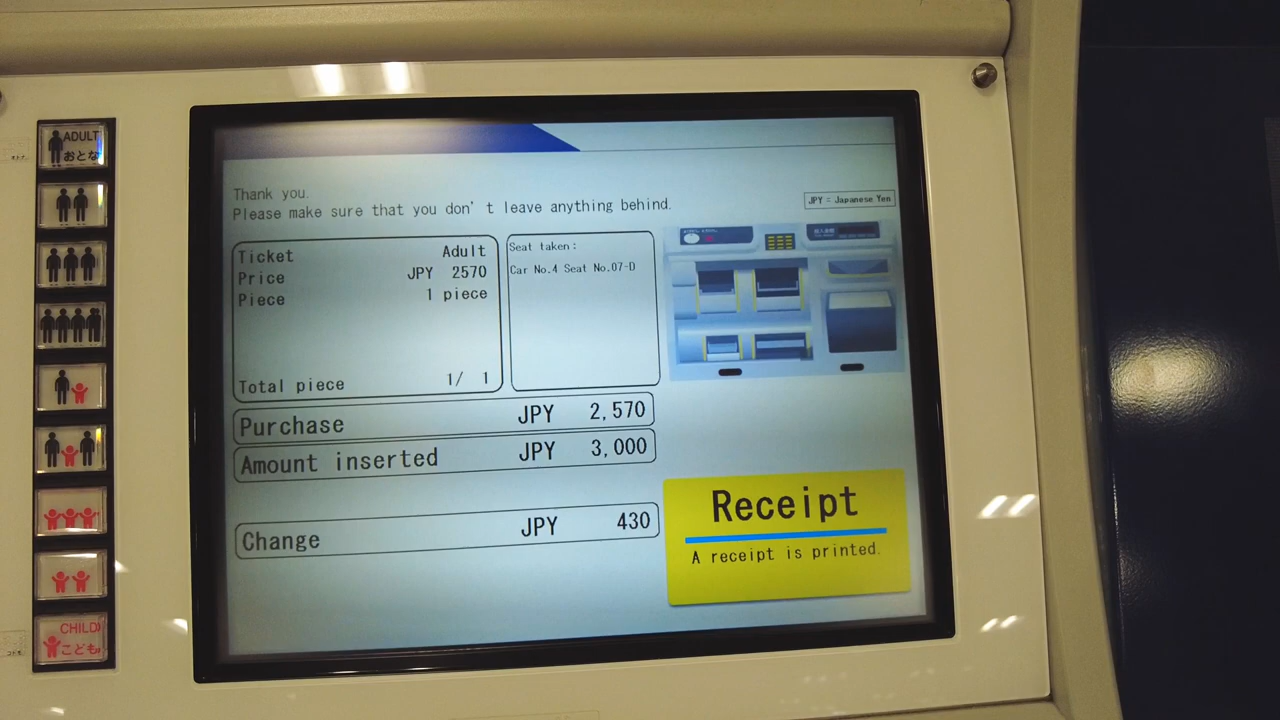 ADULT
おとな
CHILD
こども
Thank you.
Please make sure that you don't leave anything behind.
JPY = Japanese Yen
Ticket Adult
Price JPY 2570
Piece 1 piece
Total piece 1/ 1
Seat taken:
Car No.4 Seat No.07-D
Purchase JPY 2,570
Amount inserted JPY 3,000
Change JPY 430
Receipt
A receipt is printed.